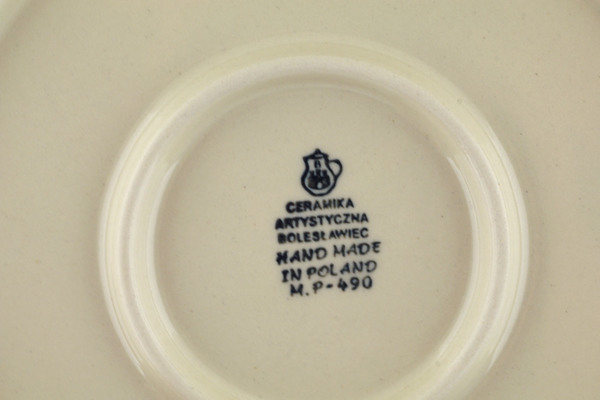 CERAMIKA
ARTYSTYCZNA
BOLESŁAWIEC
HAND MADE
IN POLAND
M.P-490